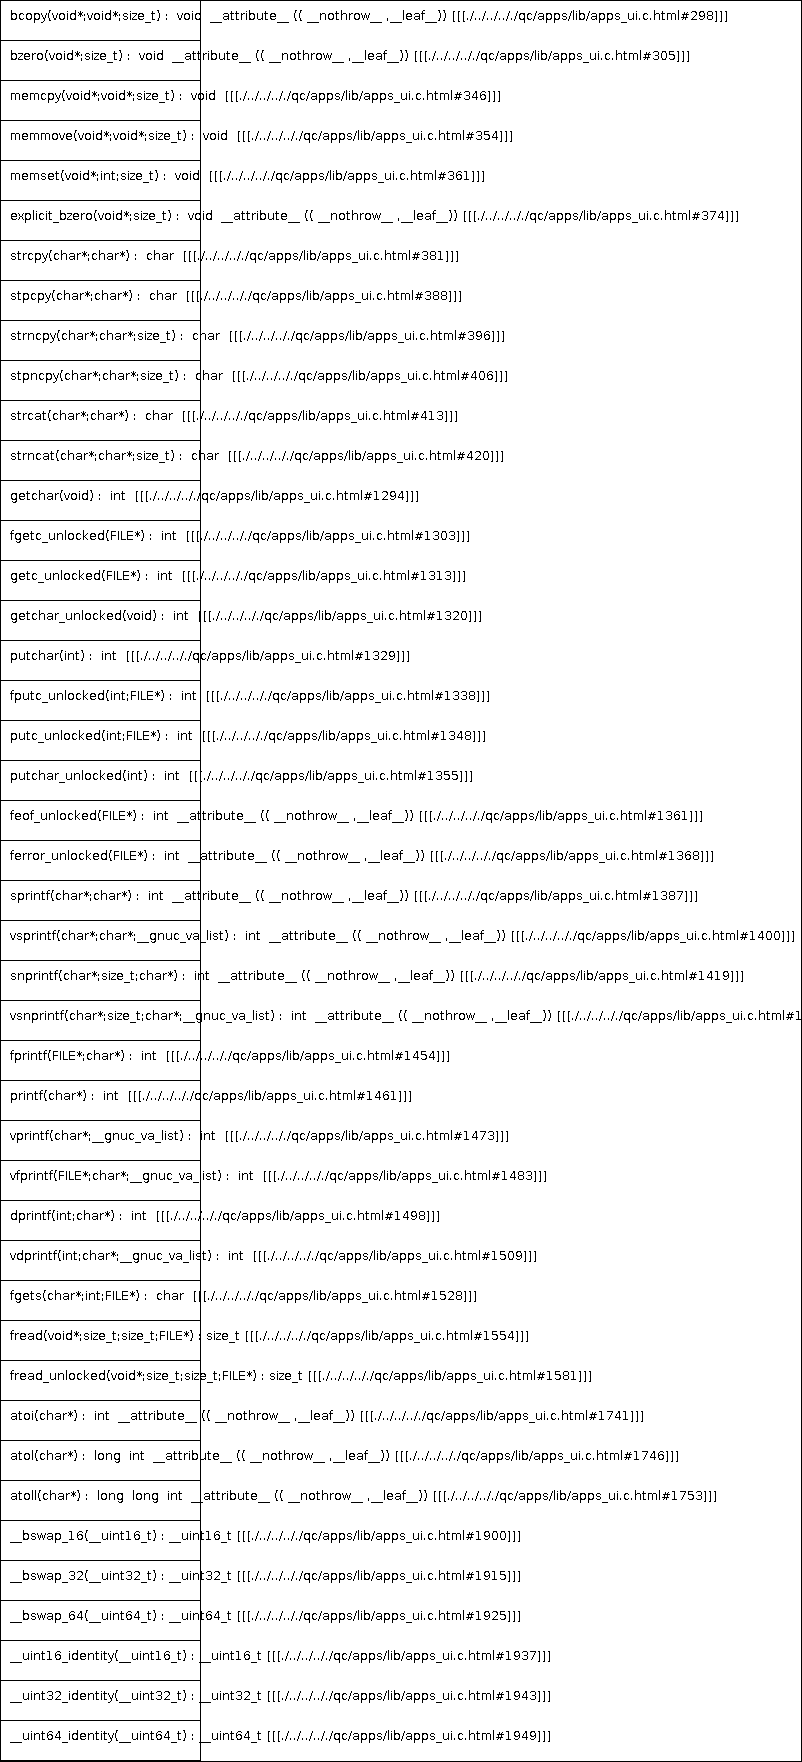 bcopy(void*;void*;size_t) : void __attribute__ (( __nothrow__ ,__leaf__)) [[[./../../../../qc/apps/lib/apps_ui.c.html#298]]]
bzero(void*;size_t) : void __attribute__ (( __nothrow__ ,__leaf__)) [[[./../../../../qc/apps/lib/apps_ui.c.html#305]]]
memcpy(void*;void*;size_t) : void [[[./../../../../qc/apps/lib/apps_ui.c.html#346]]]
memmove(void*;void*;size_t) : void [[[./../../../../qc/apps/lib/apps_ui.c.html#354]]]
memset(void*;int;size_t) : void [[[./../../../../qc/apps/lib/apps_ui.c.html#361]]]
explicit_bzero(void*;size_t) : void __attribute__ (( __nothrow__ ,__leaf__)) [[[./../../../../qc/apps/lib/apps_ui.c.html#374]]]
strcpy(char*;char*) : char [[[./../../../../qc/apps/lib/apps_ui.c.html#381]]]
stpcpy(char*;char*) : char [[[./../../../../qc/apps/lib/apps_ui.c.html#388]]]
strncpy(char*;char*;size_t) : char [[[./../../../../qc/apps/lib/apps_ui.c.html#396]]]
stpncpy(char*;char*;size_t) : char [[[./../../../../qc/apps/lib/apps_ui.c.html#406]]]
strcat(char*;char*) : char [[[./../../../../qc/apps/lib/apps_ui.c.html#413]]]
strncat(char*;char*;size_t) : char [[[./../../../../qc/apps/lib/apps_ui.c.html#420]]]
getchar(void) : int [[[./../../../../qc/apps/lib/apps_ui.c.html#1294]]]
fgetc_unlocked(FILE*) : int [[[./../../../../qc/apps/lib/apps_ui.c.html#1303]]]
getc_unlocked(FILE*) : int [[[./../../../../qc/apps/lib/apps_ui.c.html#1313]]]
getchar_unlocked(void) : int [[[./../../../../qc/apps/lib/apps_ui.c.html#1320]]]
putchar(int) : int [[[./../../../../qc/apps/lib/apps_ui.c.html#1329]]]
fputc_unlocked(int;FILE*) : int [[[./../../../../qc/apps/lib/apps_ui.c.html#1338]]]
putc_unlocked(int;FILE*) : int [[[./../../../../qc/apps/lib/apps_ui.c.html#1348]]]
putchar_unlocked(int) : int [[[./../../../../qc/apps/lib/apps_ui.c.html#1355]]]
feof_unlocked(FILE*) : int __attribute__ (( __nothrow__ ,__leaf__)) [[[./../../../../qc/apps/lib/apps_ui.c.html#1361]]]
ferror_unlocked(FILE*) : int __attribute__ (( __nothrow__ ,__leaf__)) [[[./../../../../qc/apps/lib/apps_ui.c.html#1368]]]
sprintf(char*;char*) : int __attribute__ (( __nothrow__ ,__leaf__)) [[[./../../../../qc/apps/lib/apps_ui.c.html#1387]]]
vsprintf(char*;char*;__gnuc_va_list) : int __attribute__ (( __nothrow__ ,__leaf__)) [[[./../../../../qc/apps/lib/apps_ui.c.html#1400]]]
snprintf(char*;size_t;char*) : int __attribute__ (( __nothrow__ ,__leaf__)) [[[./../../../../qc/apps/lib/apps_ui.c.html#1419]]]
vsnprintf(char*;size_t;char*;__gnuc_va_list) : int __attribute__ (( __nothrow__ ,__leaf__)) [[[./../../../../qc/apps/lib/apps_ui.c.html#1
fprintf(FILE*;char*) : int [[[./../../../../qc/apps/lib/apps_ui.c.html#1454]]]
printf(char*) : int [[[./../../../../qc/apps/lib/apps_ui.c.html#1461]]]
vprintf(char*;__gnuc_va_list) : int [[[./../../../../qc/apps/lib/apps_ui.c.html#1473]]]
vfprintf(FILE*;char*;__gnuc_va_list) : int [[[./../../../../qc/apps/lib/apps_ui.c.html#1483]]]
dprintf(int;char*) : int [[[./../../../../qc/apps/lib/apps_ui.c.html#1498]]]
vdprintf(int;char*;__gnuc_va_list) : int [[[./../../../../qc/apps/lib/apps_ui.c.html#1509]]]
fgets(char*;int;FILE*) : char [[[./../../../../qc/apps/lib/apps_ui.c.html#1528]]]
fread(void*;size_t;size_t;FILE*) : size_t [[[./../../../../qc/apps/lib/apps_ui.c.html#1554]]]
fread_unlocked(void*;size_t;size_t;FILE*) : size_t [[[./../../../../qc/apps/lib/apps_ui.c.html#1581]]]
atoi(char*) : int __attribute__ (( __nothrow__ ,__leaf__)) [[[./../../../../qc/apps/lib/apps_ui.c.html#1741]]]
atol(char*) : long int __attribute__ (( __nothrow__ ,__leaf__)) [[[./../../../../qc/apps/lib/apps_ui.c.html#1746]]]
atoll(char*) : long long int __attribute__ (( __nothrow__ ,__leaf__)) [[[./../../../../qc/apps/lib/apps_ui.c.html#1753]]]
__bswap_16(__uint16_t) : __uint16_t [[[./../../../../qc/apps/lib/apps_ui.c.html#1900]]]
__bswap_32(__uint32_t) : __uint32_t [[[./../../../../qc/apps/lib/apps_ui.c.html#1915]]]
__bswap_64(__uint64_t) : __uint64_t [[[./../../../../qc/apps/lib/apps_ui.c.html#1925]]]
__uint16_identity(__uint16_t) : __uint16_t [[[./../../../../qc/apps/lib/apps_ui.c.html#1937]]]
__uint32_identity(__uint32_t) : __uint32_t [[[./../../../../qc/apps/lib/apps_ui.c.html#1943]]]
__uint64_identity(__uint64_t) : __uint64_t [[[./../../../../qc/apps/lib/apps_ui.c.html#1949]]]